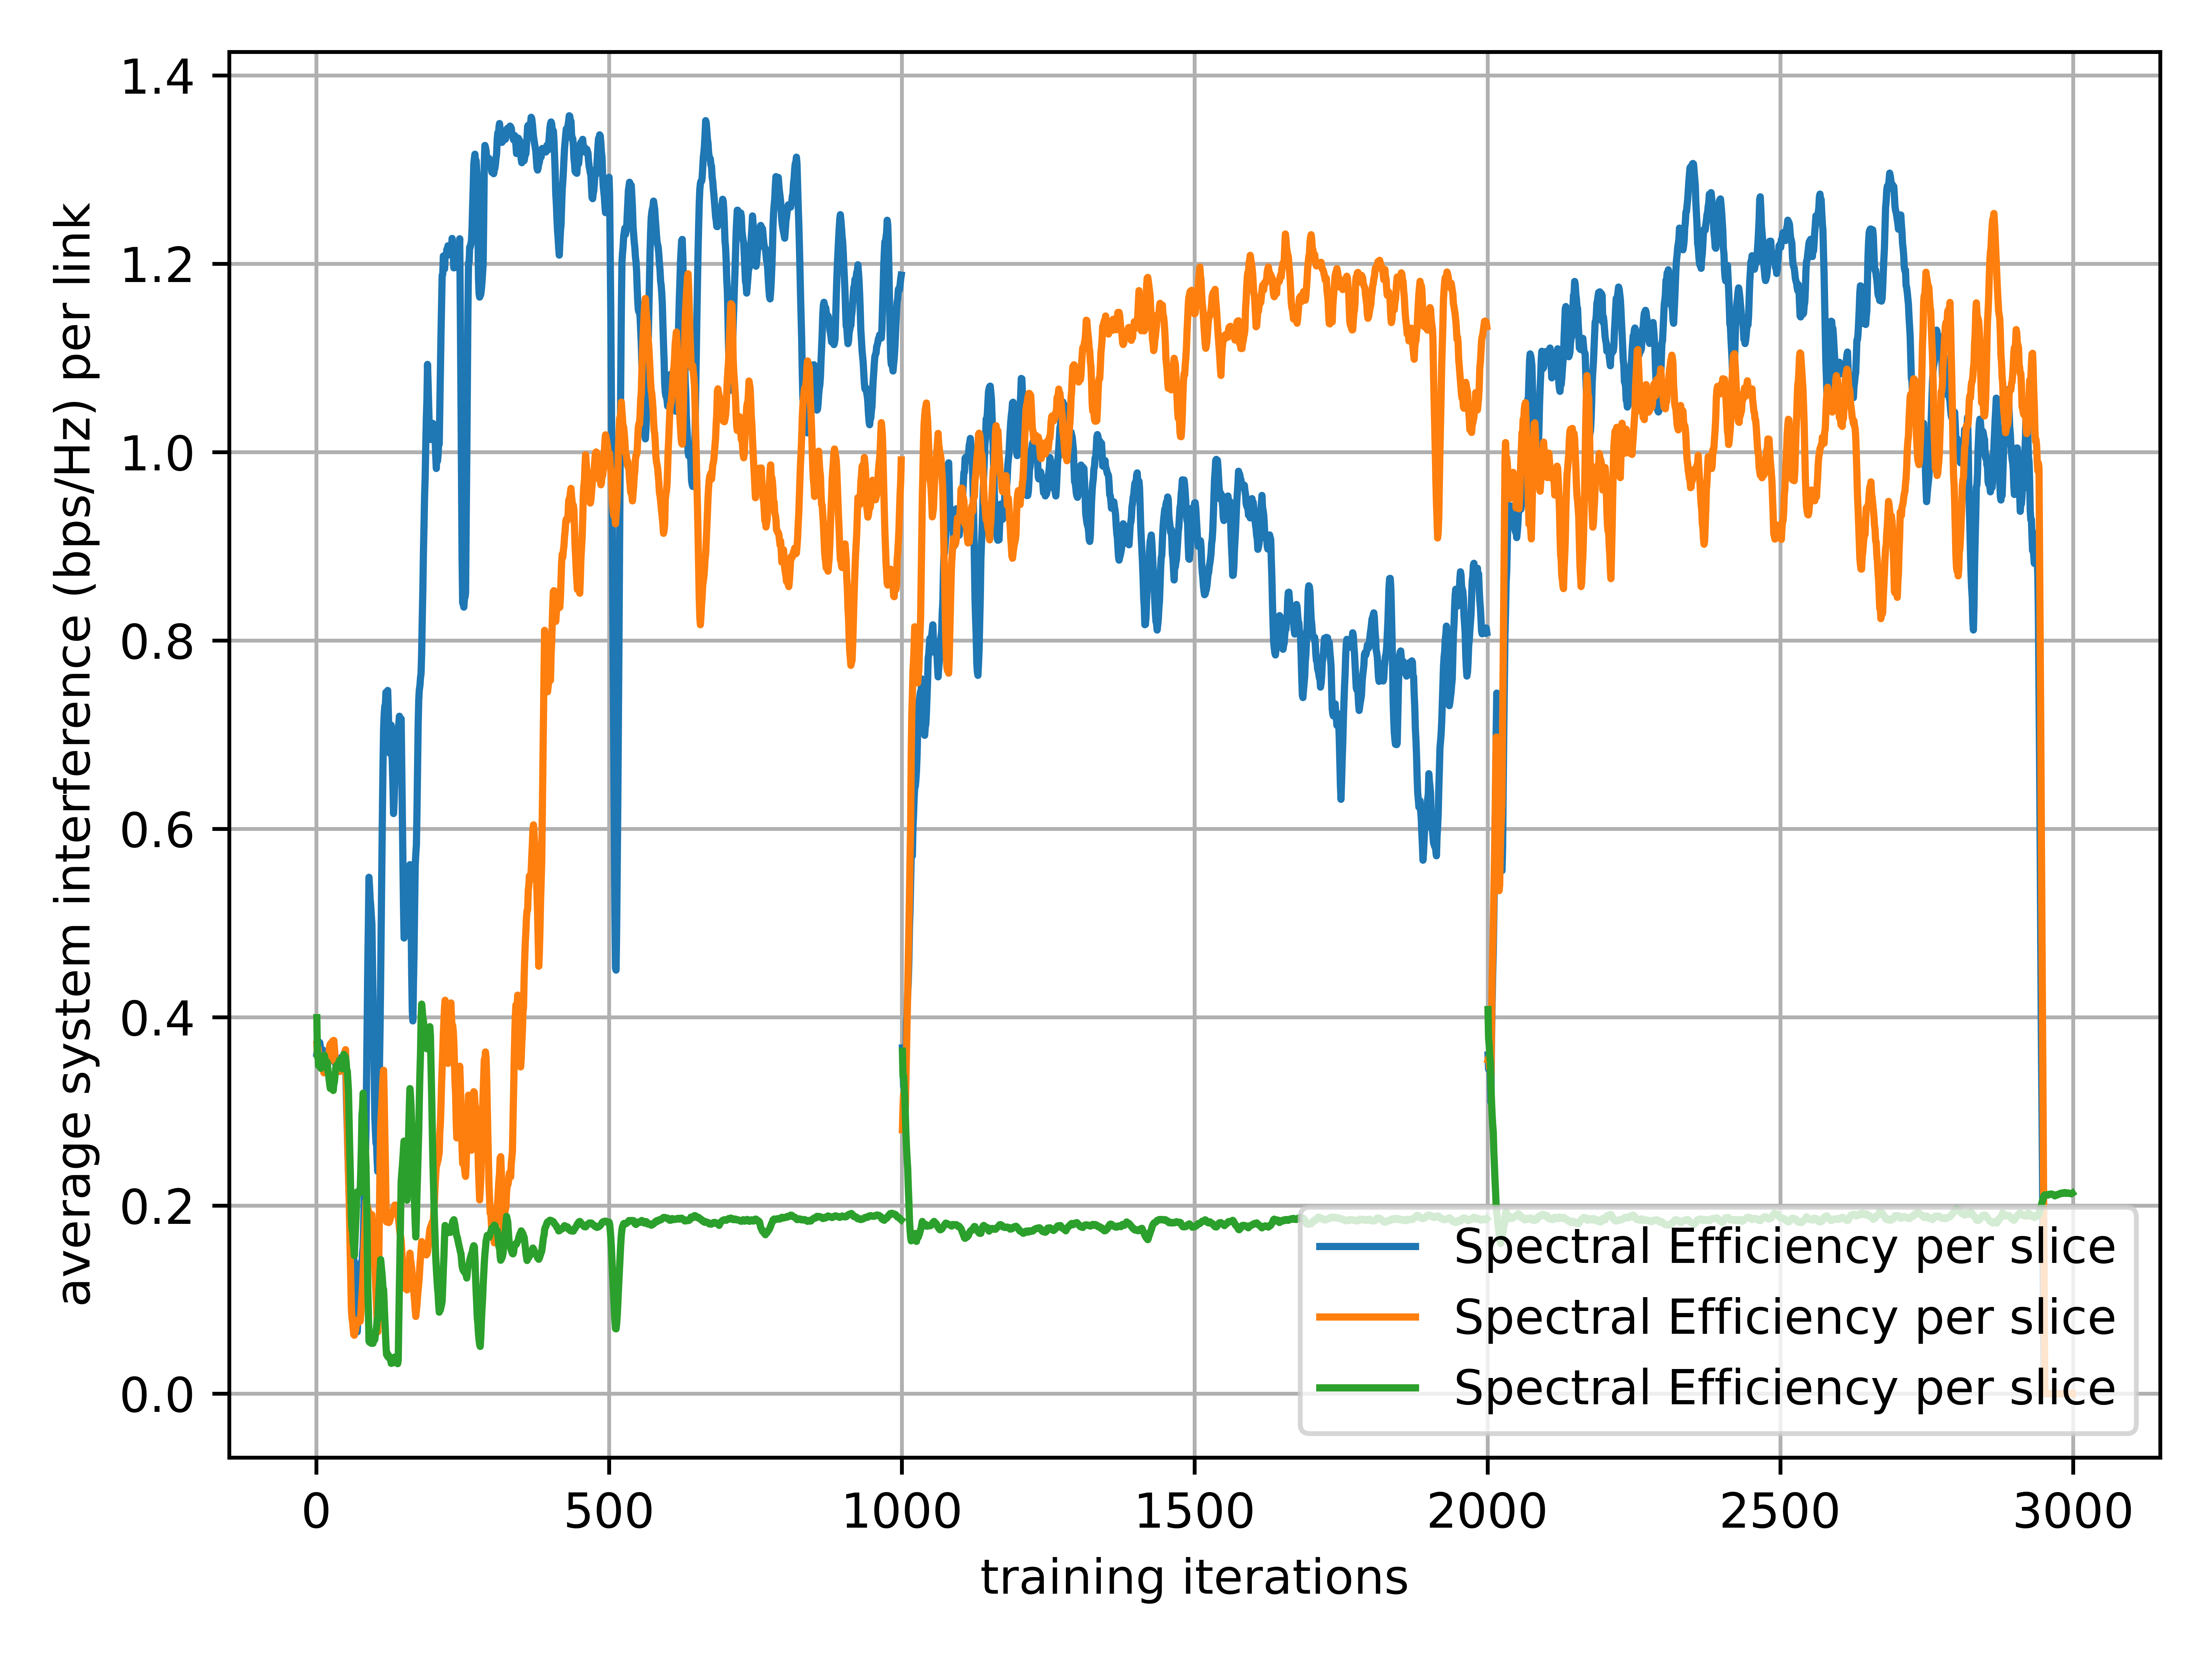 1.4
1.2
1.0
0.8
0.6
0.4
0.2
0.0
average system interference (bps/Hz) per link
Spectral Efficiency per slice
Spectral Efficiency per slice
Spectral Efficiency per slice
0 500 1000 1500 2000 2500 3000
training iterations